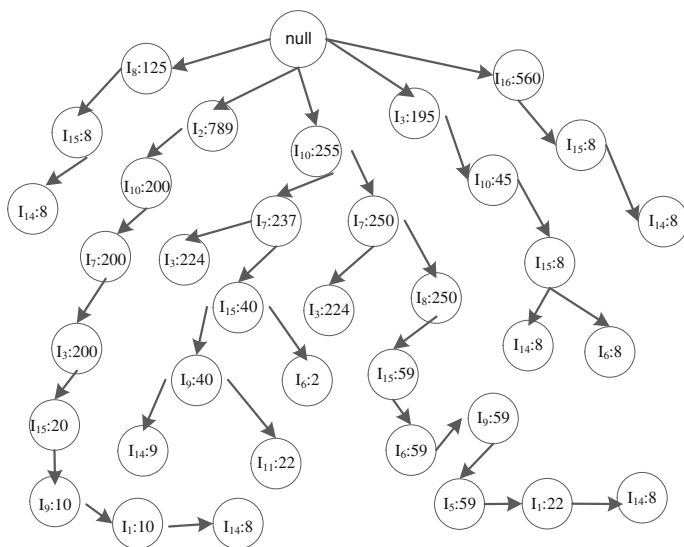 null
I8:125
I16:560
I2:789
I3:195
I15:8
I10:255
I15:8
I10:200
I10:45
I14:8
I7:237
I7:250
I14:8
I7:200
I3:224
I15:8
I15:40
I3:224
I8:250
I3:200
I14:8
I6:8
I9:40
I6:2
I15:59
I15:20
I14:9
I11:22
I6:59
I9:59
I9:10
I1:10
I14:8
I5:59
I1:22
I14:8